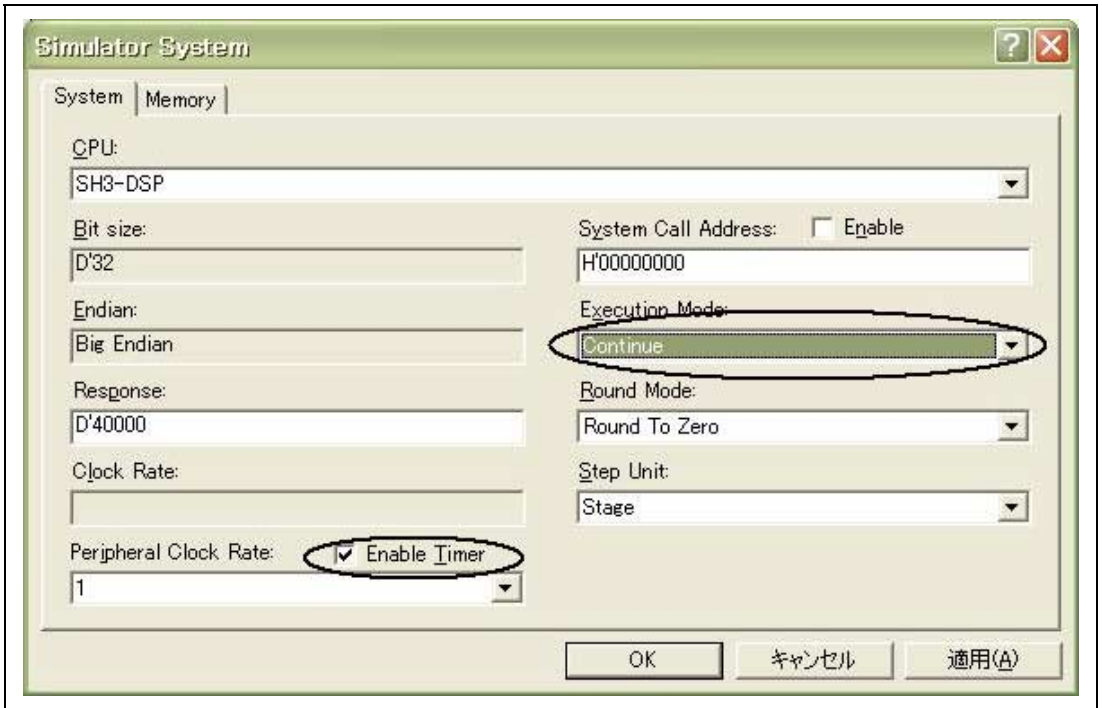 Simulator System
System
Memory
CPU:
SH3-DSP
Bit size:
D'32
System Call Address:
Enable
H'00000000
Endian:
Big Endian
Execution Mode:
Continue
Response:
D'40000
Round Mode:
Round To Zero
Clock Rate:
Step Unit:
Stage
Peripheral Clock Rate:
Enable Timer
1
OK
キャンセル
適用(A)